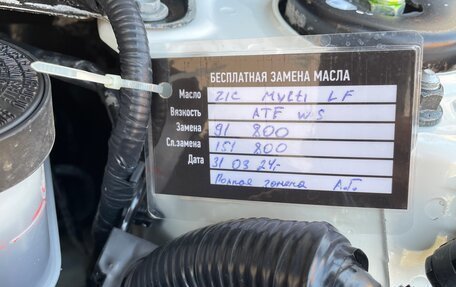 БЕСПЛАТНАЯ ЗАМЕНА МАСЛА
Масло ZIC Multi LF
Вязкость ATF WS
Замена 91 800
Сл.замена 151 800
Дата 31 03 24г
Полная замена А.Г.